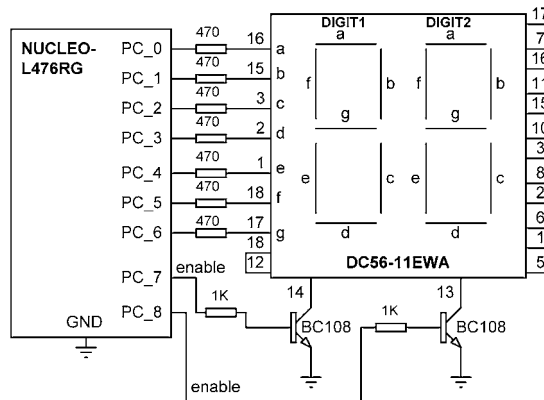 NUCLEO-
L476RG
PC_0
PC_1
PC_2
PC_3
PC_4
PC_5
PC_6
PC_7
PC_8
GND
470
470
470
470
470
470
470
16
15
3
2
1
18
17
18
12
a
b
c
d
e
f
g
DIGIT1
a
f
b
g
e
c
d
DIGIT2
a
f
b
g
e
c
d
DC56-11EWA
17
7
16
11
15
10
3
8
2
6
1
5
enable
1K
14
BC108
13
1K
BC108
enable